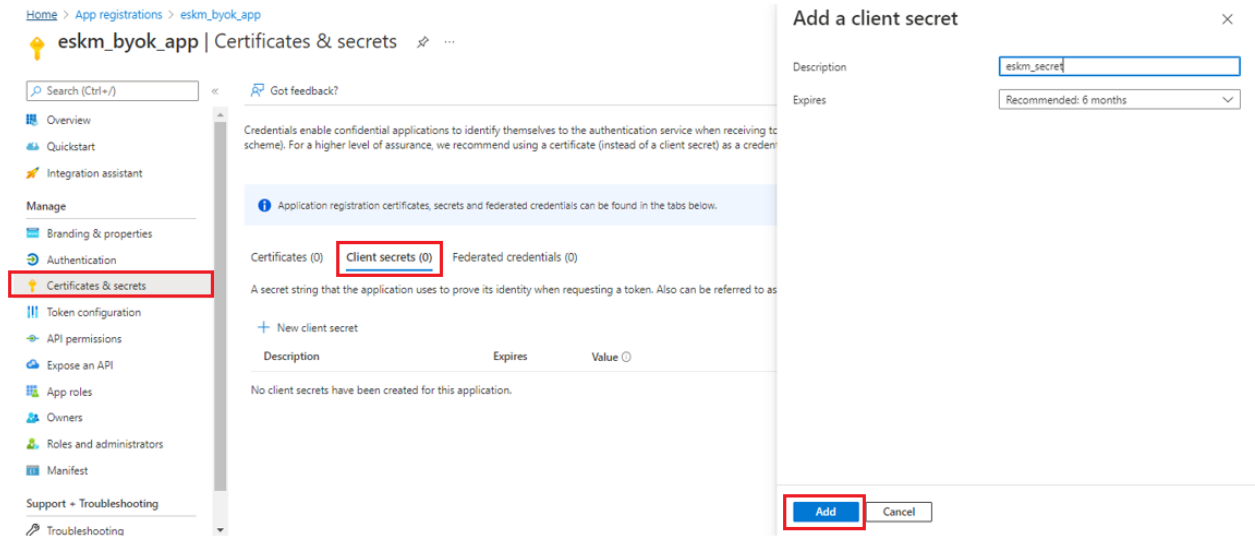 Home > App registrations > eskm_byok_app
eskm_byok_app | Certificates & secrets
Search (Ctrl+/)
Overview
Quickstart
Integration assistant
Manage
Branding & properties
Authentication
Certificates & secrets
Token configuration
API permissions
Expose an API
App roles
Owners
Roles and administrators
Manifest
Support + Troubleshooting
Troubleshooting
Got feedback?
Credentials enable confidential applications to identify themselves to the authentication service when receiving to
scheme). For a higher level of assurance, we recommend using a certificate (instead of a client secret) as a creden
Application registration certificates, secrets and federated credentials can be found in the tabs below.
Certificates (0) Client secrets (0) Federated credentials (0)
A secret string that the application uses to prove its identity when requesting a token. Also can be referred to as
New client secret
Description Expires Value
No client secrets have been created for this application.
Add a client secret
Description eskm_secret
Expires Recommended: 6 months
Add Cancel